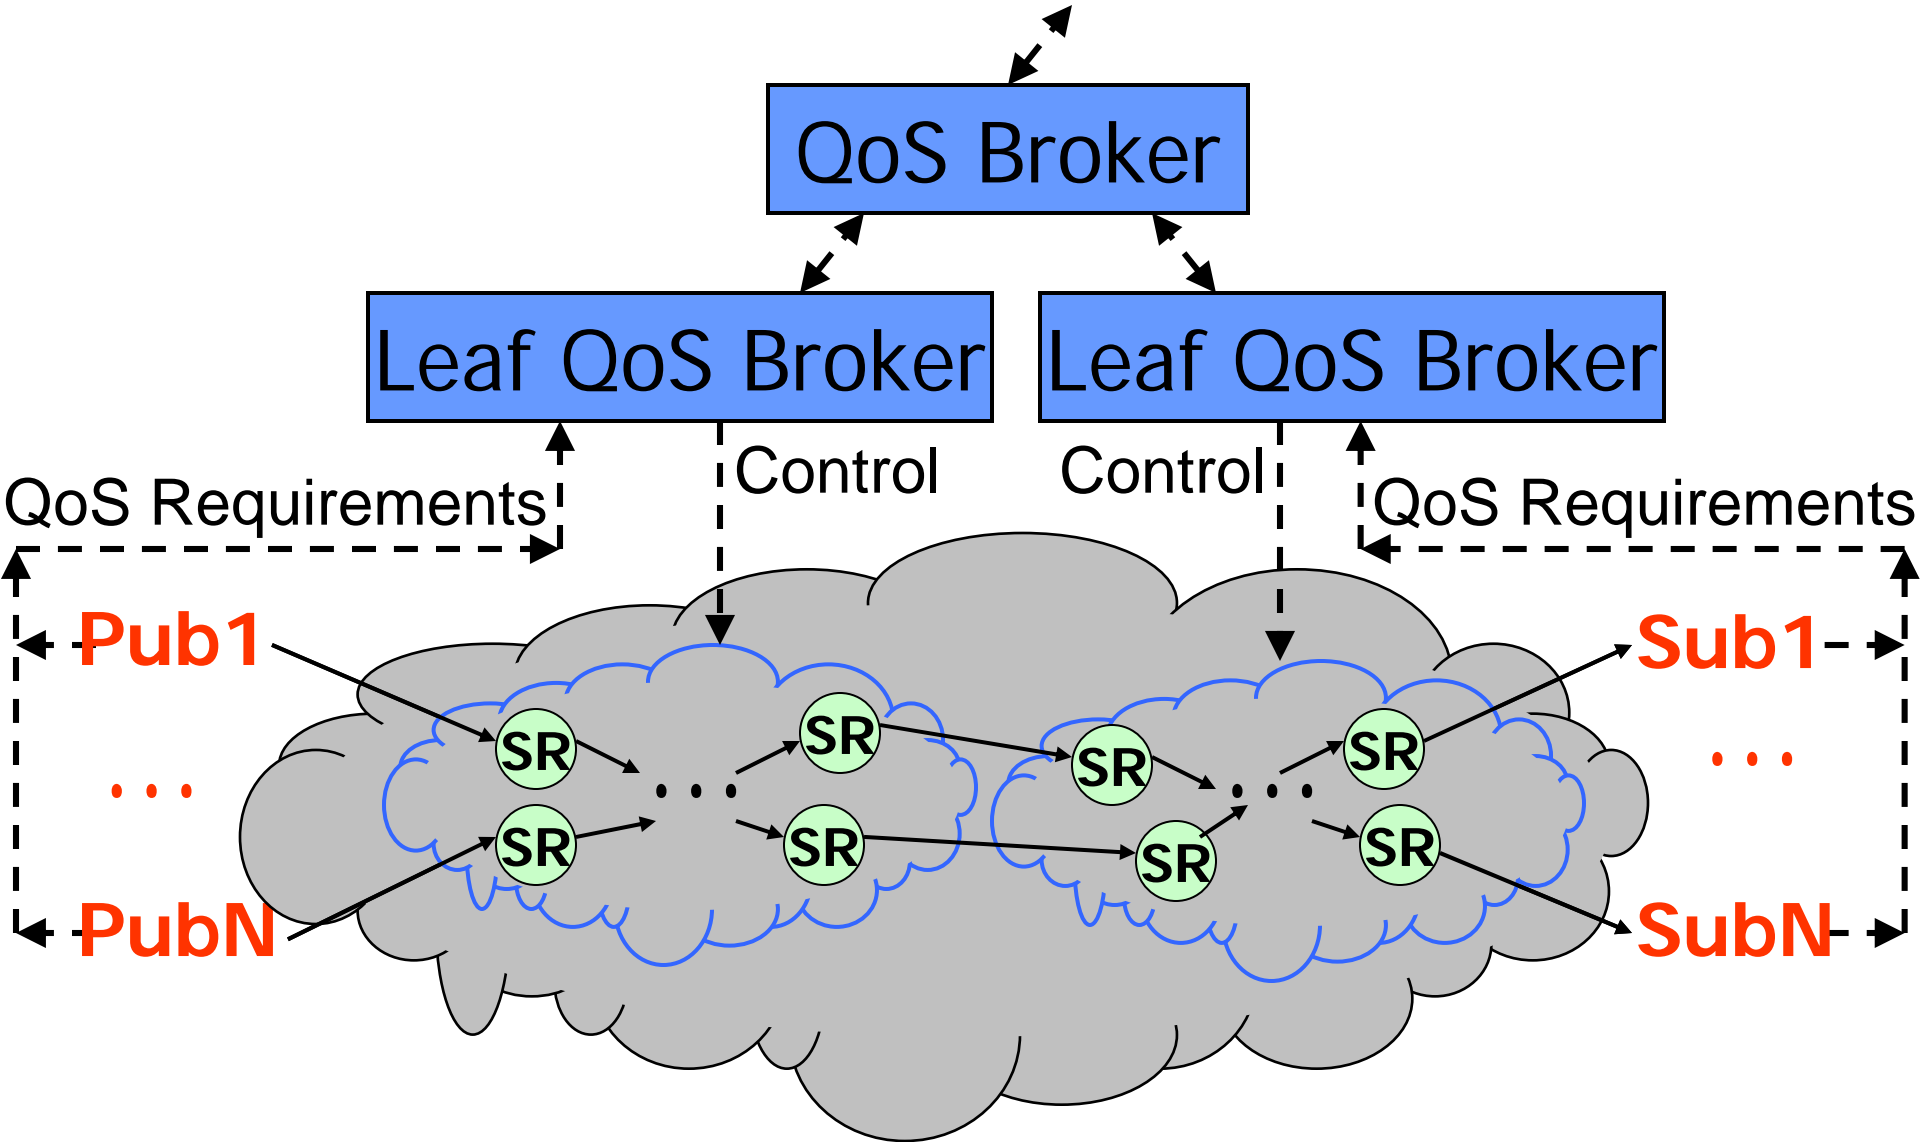 QoS Broker
Leaf QoS Broker
Leaf QoS Broker
Control
Control
QoS Requirements
QoS Requirements
Pub1
Sub1
SR
SR
SR
SR
. . .
. . .
. . .
. . .
SR
SR
SR
SR
PubN
SubN